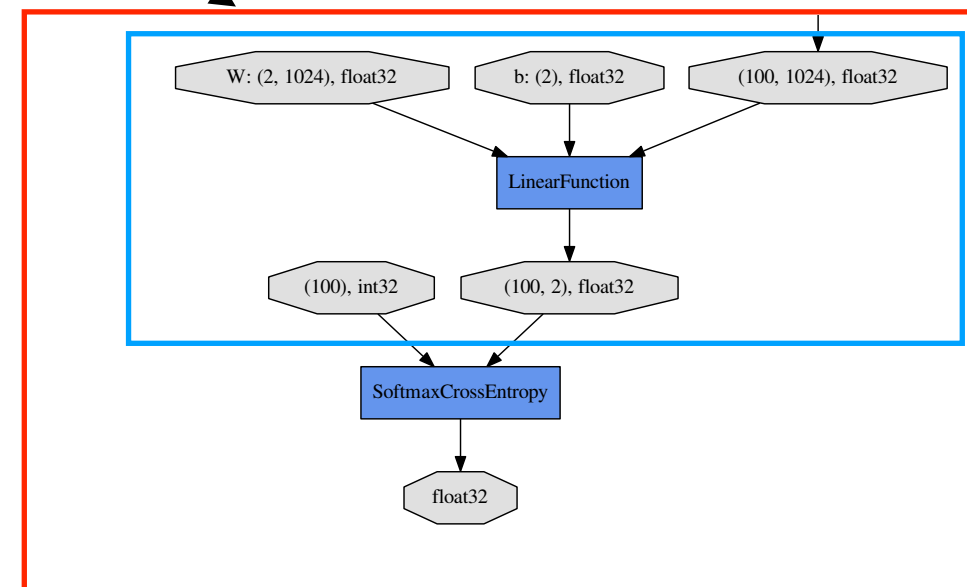 W: (2, 1024), float32
b: (2), float32
(100, 1024), float32
LinearFunction
(100), int32
(100, 2), float32
SoftmaxCrossEntropy
float32